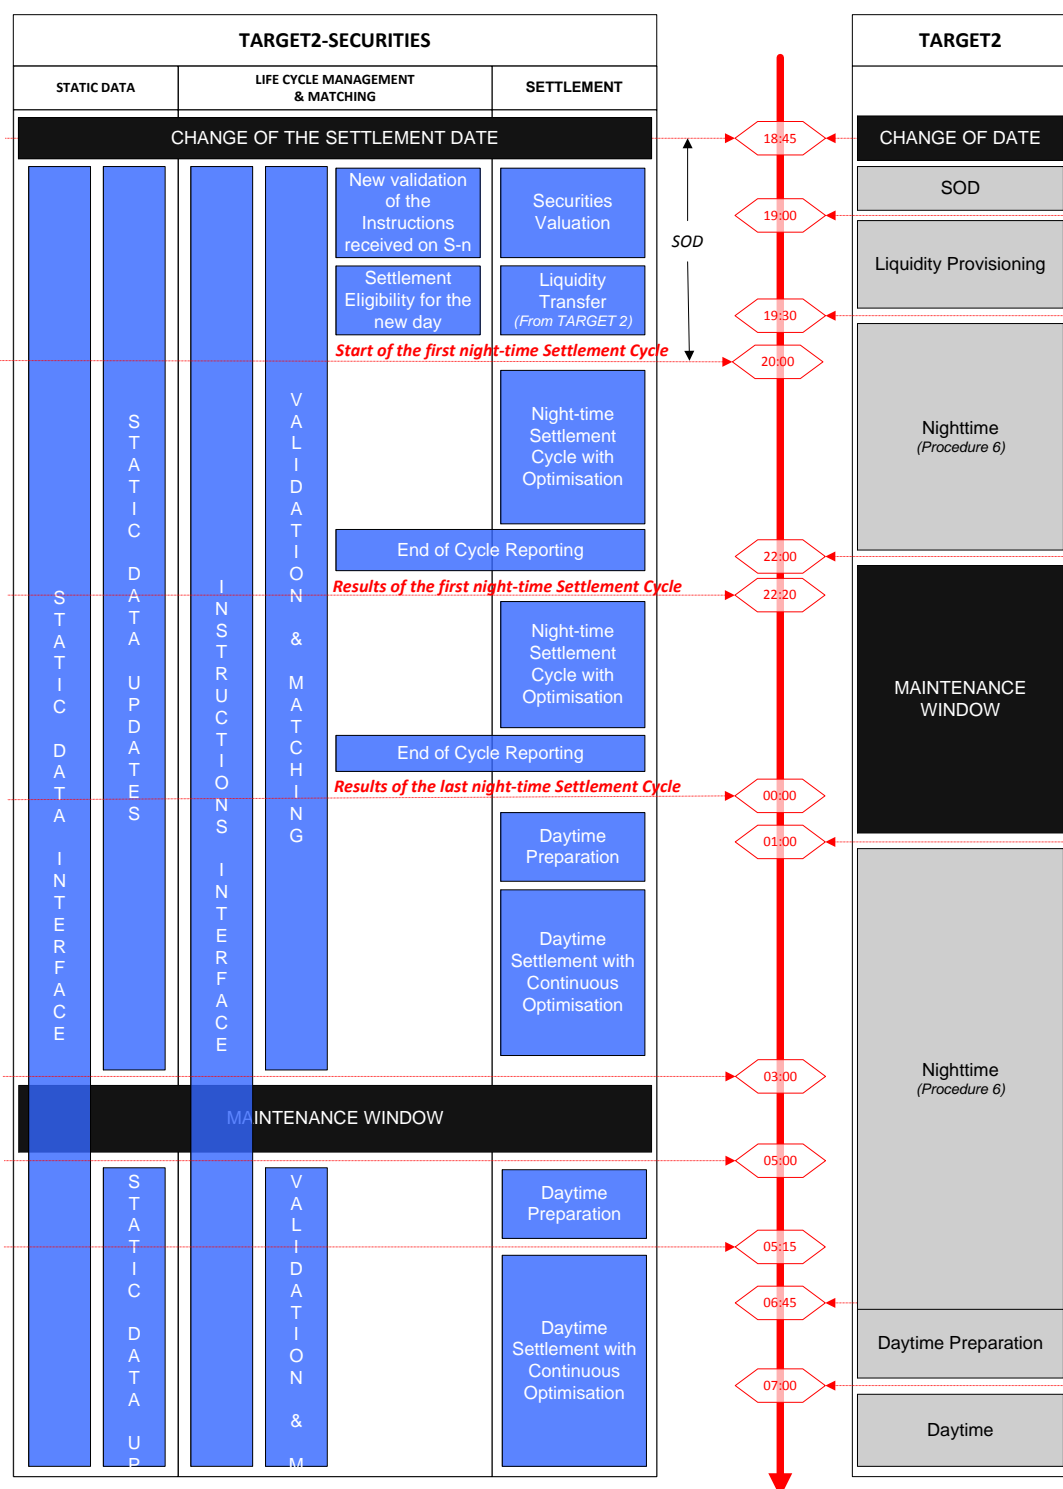 TARGET2-SECURITIES
TARGET2
STATIC DATA
LIFE CYCLE MANAGEMENT
& MATCHING
SETTLEMENT
CHANGE OF THE SETTLEMENT DATE
18:45
CHANGE OF DATE
New validation
of the
Instructions
received on S-n
Securities
Valuation
SOD
SOD
19:00
Liquidity Provisioning
Settlement
Eligibility for the
new day
Liquidity
Transfer
(From TARGET 2)
19:30
Start of the first night-time Settlement Cycle
20:00
Night-time
Settlement
Cycle with
Optimisation
Nighttime
(Procedure 6)
End of Cycle Reporting
22:00
Results of the first night-time Settlement Cycle
22:20
Night-time
Settlement
Cycle with
Optimisation
MAINTENANCE
WINDOW
End of Cycle Reporting
Results of the last night-time Settlement Cycle
00:00
01:00
Daytime
Preparation
Daytime
Settlement with
Continuous
Optimisation
STATIC DATA INTERFACE
STATIC DATA UPDATES
INSTRUCTIONS INTERFACE
VALIDATION & MATCHING
03:00
Nighttime
(Procedure 6)
MAINTENANCE WINDOW
05:00
Daytime
Preparation
05:15
06:45
Daytime
Settlement with
Continuous
Optimisation
Daytime Preparation
07:00
Daytime
STATIC DATA UP
VALIDATION & M